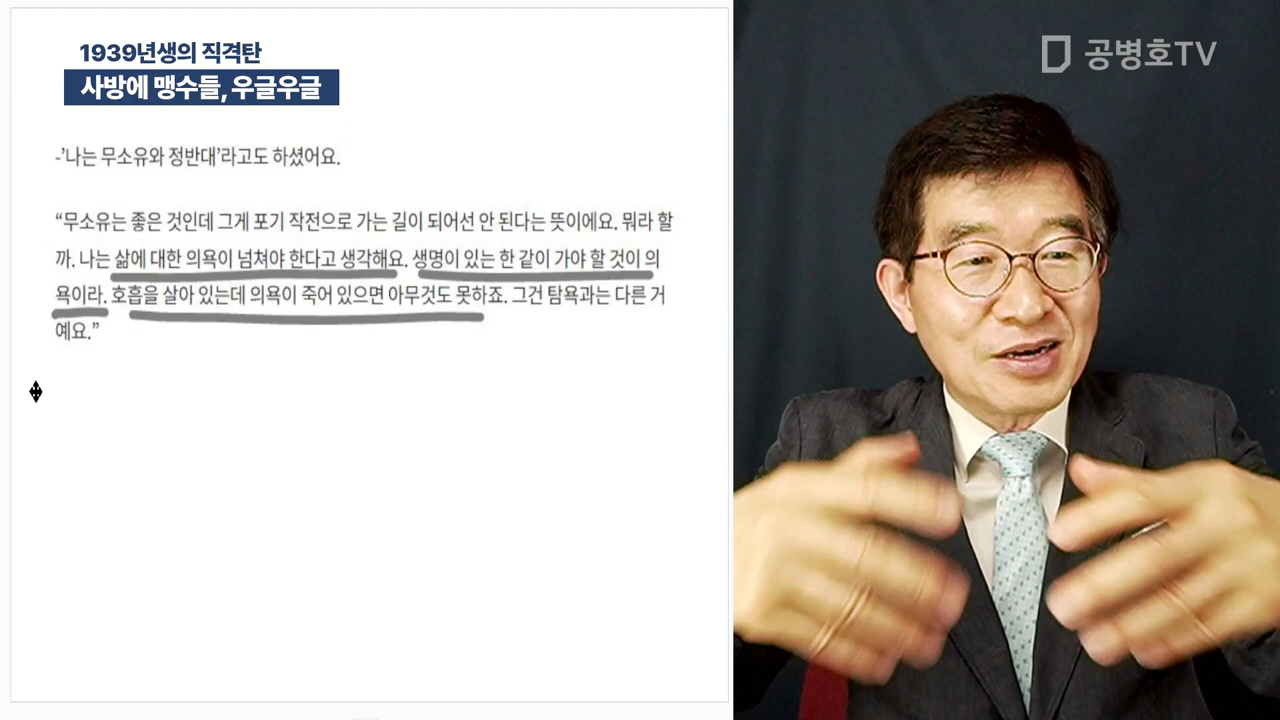 1939년생의 직격탄
사방에 맹수들, 우글우글
공병호TV
-’나는 무소유와 정반대’라고도 하셨어요.
“무소유는 좋은 것인데 그게 포기 작전으로 가는 길이 되어선 안 된다는 뜻이에요. 뭐라 할
까. 나는 삶에 대한 의욕이 넘쳐야 한다고 생각해요. 생명이 있는 한 같이 가야 할 것이 의
욕이라. 호흡을 살아 있는데 의욕이 죽어 있으면 아무것도 못하죠. 그건 탐욕과는 다른 거
예요.”